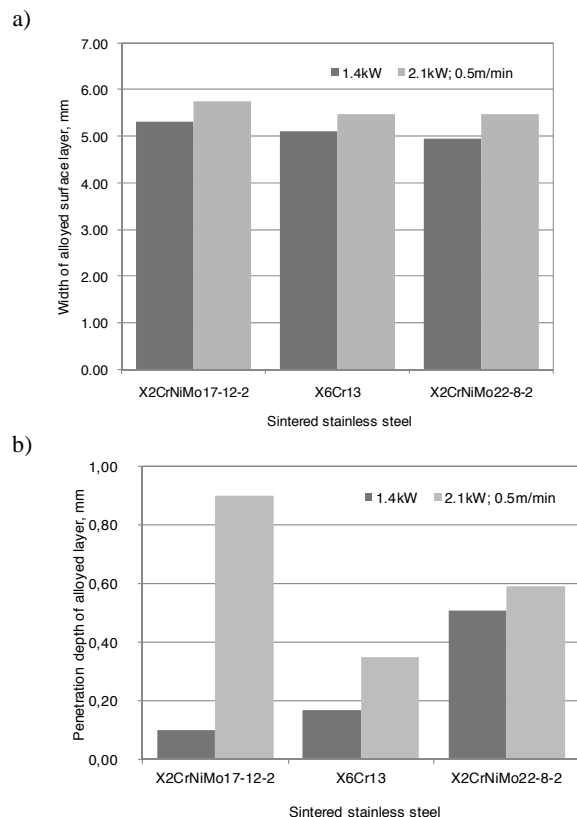 a)
7.00
6.00
5.00
4.00
3.00
2.00
1.00
0.00
1.4kW 2.1kW; 0.5m/min
Width of alloyed surface layer, mm
X2CrNiMo17-12-2 X6Cr13 X2CrNiMo22-8-2
Sintered stainless steel
b)
1,00
0,80
0,60
0,40
0,20
0,00
1.4kW 2.1kW; 0.5m/min
Penetration depth of alloyed layer, mm
X2CrNiMo17-12-2 X6Cr13 X2CrNiMo22-8-2
Sintered stainless steel